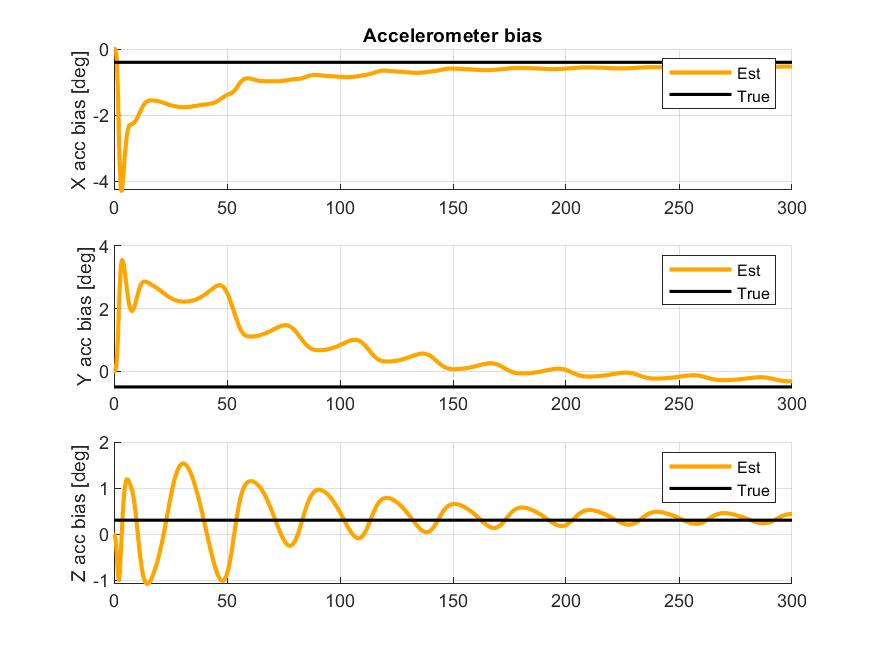 Accelerometer bias
X acc bias [deg]
0
-2
-4
Est
True
0 50 100 150 200 250 300
Y acc bias [deg]
4
2
0
Est
True
0 50 100 150 200 250 300
Z acc bias [deg]
2
1
0
-1
Est
True
0 50 100 150 200 250 300